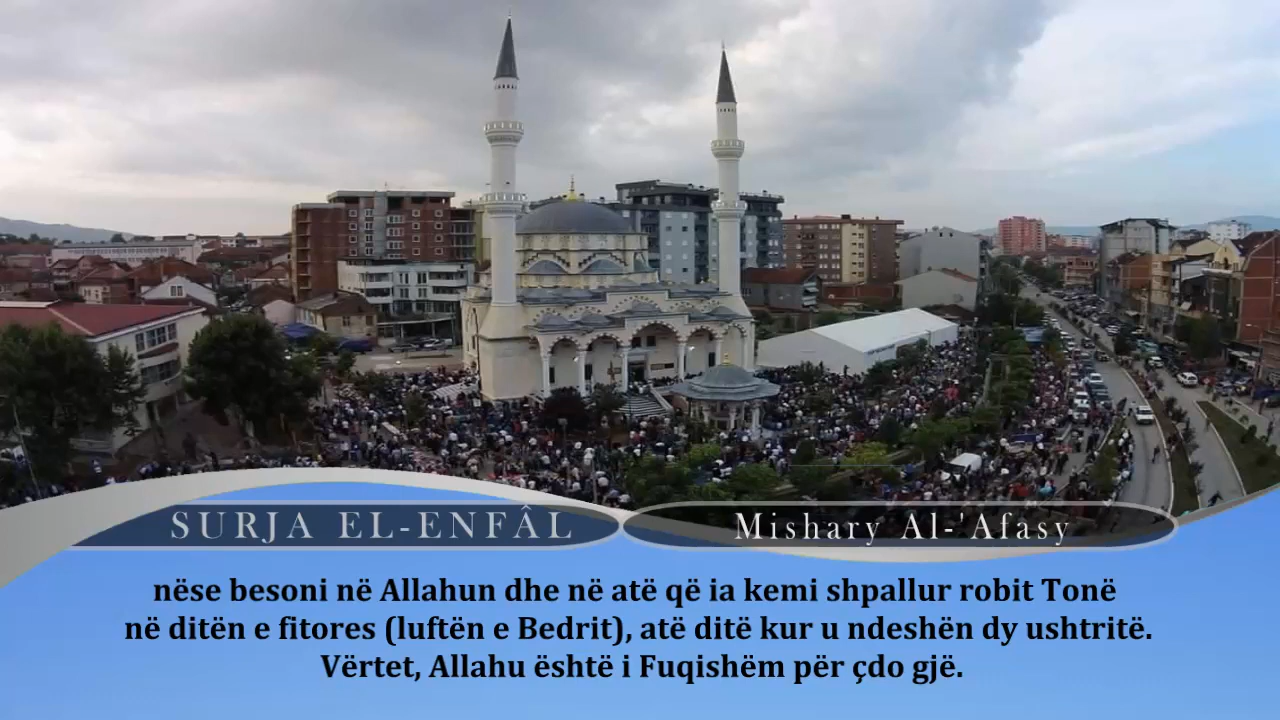 SURJA EL-ENFÂL
Mishary Al-'Afasy
nëse besoni në Allahun dhe në atë që ia kemi shpallur robit Tonë
në ditën e fitores (luftën e Bedrit), atë ditë kur u ndeshën dy ushtritë.
Vërtet, Allahu është i Fuqishëm për çdo gjë.